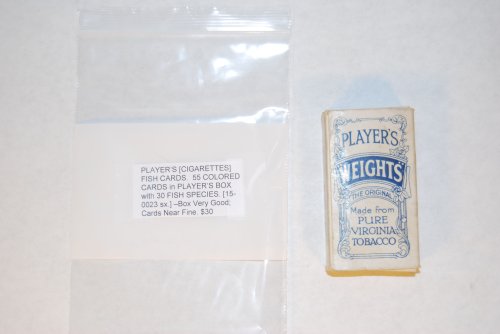 PLAYER'S [CIGARETTES]
FISH CARDS. 55 COLORED
CARDS in PLAYER'S BOX
with 30 FISH SPECIES. [15-
0023 sx.] --Box Very Good;
Cards Near Fine. $30
PLAYER'S
WEIGHTS
THE ORIGINAL
Made from
PURE
VIRGINIA
TOBACCO